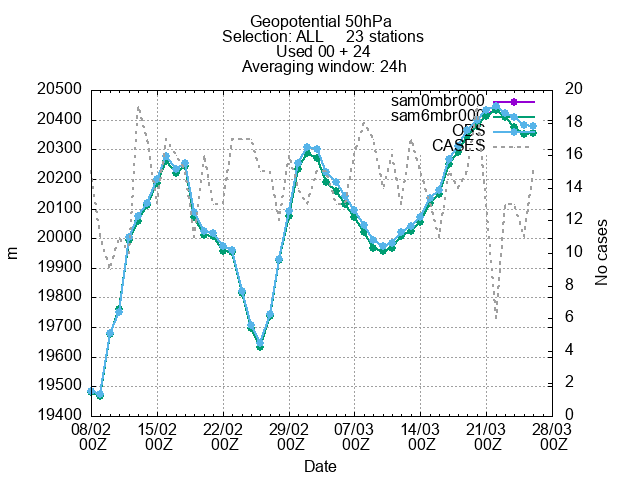 Geopotential 50hPa
Selection: ALL 23 stations
Used 00 + 24
Averaging window: 24h
20500
20400
20300
20200
20100
20000
19900
19800
19700
19600
19500
19400
m
20
18
16
14
12
10
8
6
4
2
0
No cases
sam0mbr000
sam6mbr000
OBS
CASES
08/02 15/02 22/02 29/02 07/03 14/03 21/03 28/03
00Z 00Z 00Z 00Z 00Z 00Z 00Z 00Z
Date